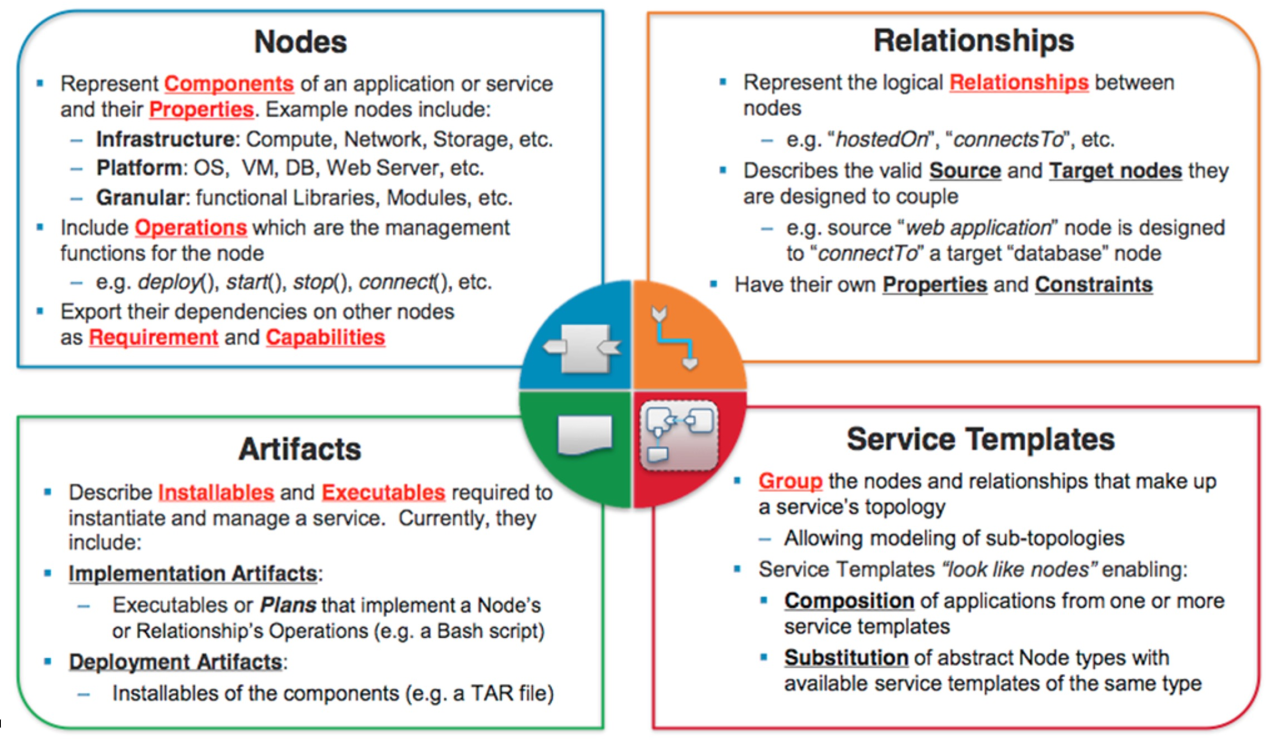 Nodes
▪ Represent Components of an application or service
and their Properties. Example nodes include:
– Infrastructure: Compute, Network, Storage, etc.
– Platform: OS, VM, DB, Web Server, etc.
– Granular: functional Libraries, Modules, etc.
▪ Include Operations which are the management
functions for the node
– e.g. deploy(), start(), stop(), connect(), etc.
▪ Export their dependencies on other nodes
as Requirement and Capabilities
Relationships
▪ Represent the logical Relationships between
nodes
– e.g. “hostedOn”, “connectsTo”, etc.
▪ Describes the valid Source and Target nodes they
are designed to couple
– e.g. source “web application” node is designed
to “connectTo” a target “database” node
▪ Have their own Properties and Constraints
Artifacts
▪ Describe Installables and Executables required to
instantiate and manage a service. Currently, they
include:
▪ Implementation Artifacts:
– Executables or Plans that implement a Node’s
or Relationship’s Operations (e.g. a Bash script)
▪ Deployment Artifacts:
– Installables of the components (e.g. a TAR file)
Service Templates
▪ Group the nodes and relationships that make up
a service’s topology
– Allowing modeling of sub-topologies
▪ Service Templates “look like nodes” enabling:
▪ Composition of applications from one or more
service templates
▪ Substitution of abstract Node types with
available service templates of the same type